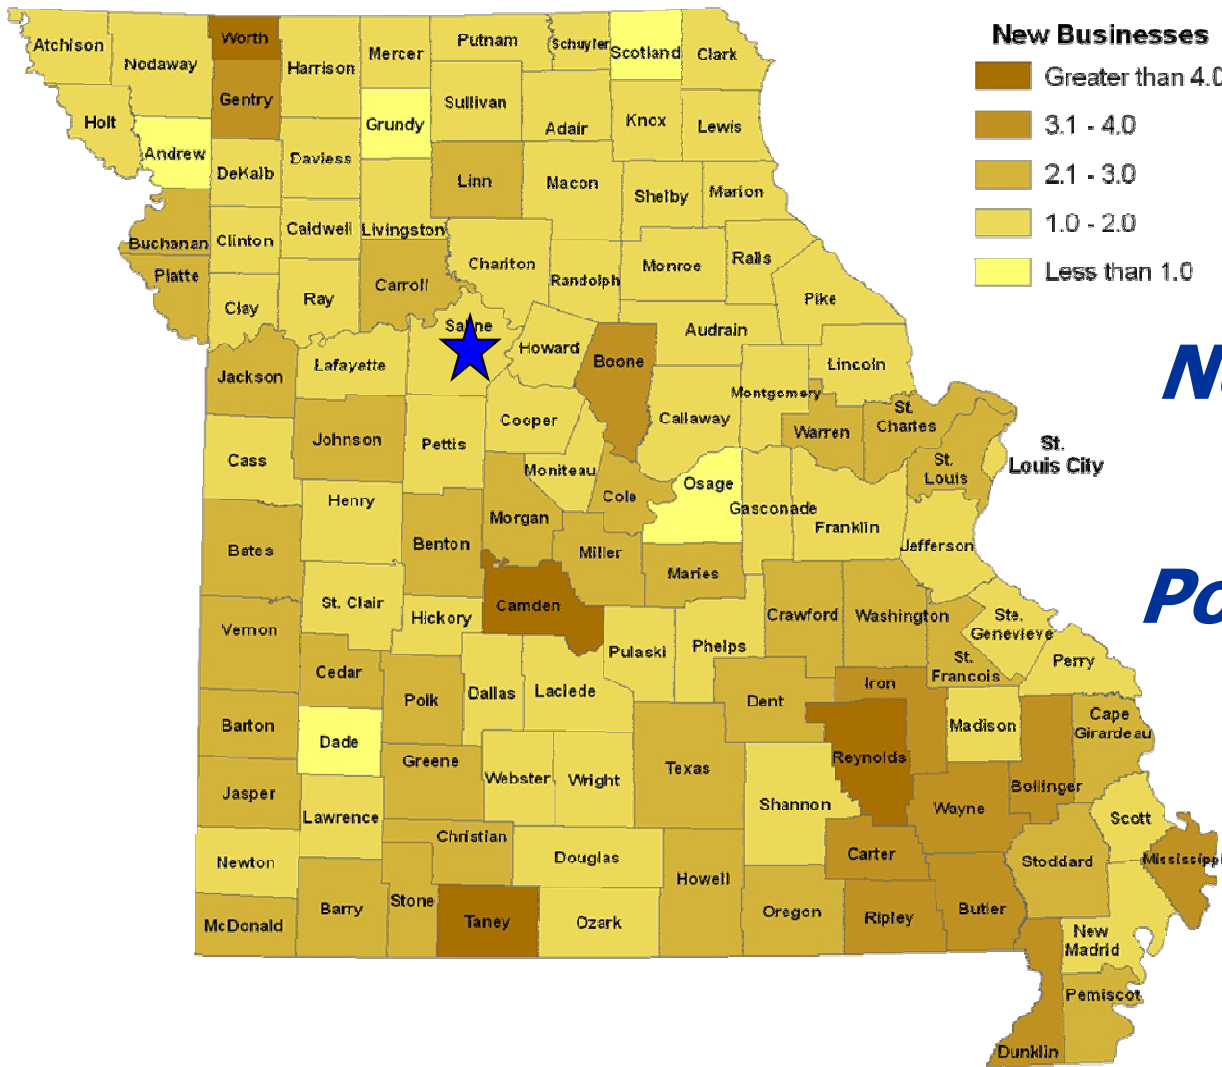 New Businesses
Greater than 4.0
3.1 - 4.0
2.1 - 3.0
1.0 - 2.0
Less than 1.0
Atchison
Nodaway
Worth
Harrison
Mercer
Putnam
Schuyler
Scotland
Clark
Gentry
Sullivan
Adair
Knox
Lewis
Holt
Andrew
Grundy
DeKalb
Daviess
Linn
Macon
Shelby
Marion
Buchanan
Clinton
Caldwell
Livingston
Chariton
Randolph
Monroe
Ralls
Platte
Clay
Ray
Carroll
Pike
Saline
Howard
Boone
Audrain
Lincoln
Jackson
Lafayette
Montgomery
Callaway
Warren
St.
Charles
St.
Louis City
Johnson
Pettis
Cooper
Cass
Moniteau
St.
Louis
Henry
Cole
Osage
Gasconade
Franklin
Morgan
Benton
Bates
Miller
Jefferson
Maries
St. Clair
Hickory
Camden
Crawford
Washington
Ste.
Genevieve
Vernon
Pulaski
Phelps
St.
Francois
Perry
Cedar
Polk
Dallas
Laclede
Dent
Iron
Barton
Dade
Madison
Cape
Girardeau
Greene
Webster
Wright
Texas
Reynolds
Bollinger
Jasper
Lawrence
Shannon
Wayne
Scott
Christian
Douglas
Newton
Carter
Stoddard
Mississippi
Howell
McDonald
Barry
Stone
Taney
Ozark
Oregon
Ripley
Butler
New
Madrid
Pemiscot
Dunklin